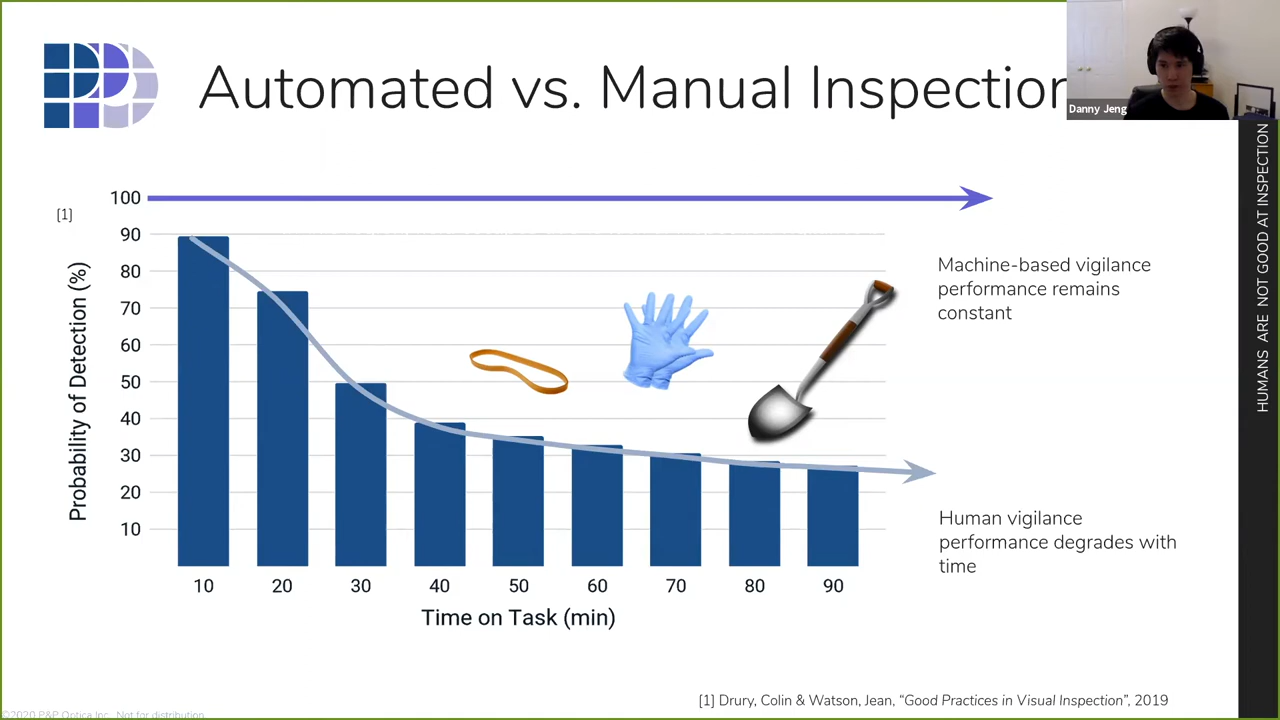 Automated vs. Manual Inspection
Danny Jeng
HUMANS ARE NOT GOOD AT INSPECTION
[1]
Probability of Detection (%)
100
90
80
70
60
50
40
30
20
10
10 20 30 40 50 60 70 80 90
Time on Task (min)
Machine-based vigilance
performance remains
constant
Human vigilance
performance degrades with
time
[1] Drury, Colin & Watson, Jean, “Good Practices in Visual Inspection”, 2019
©2020 P&P Optica Inc. Not for distribution.